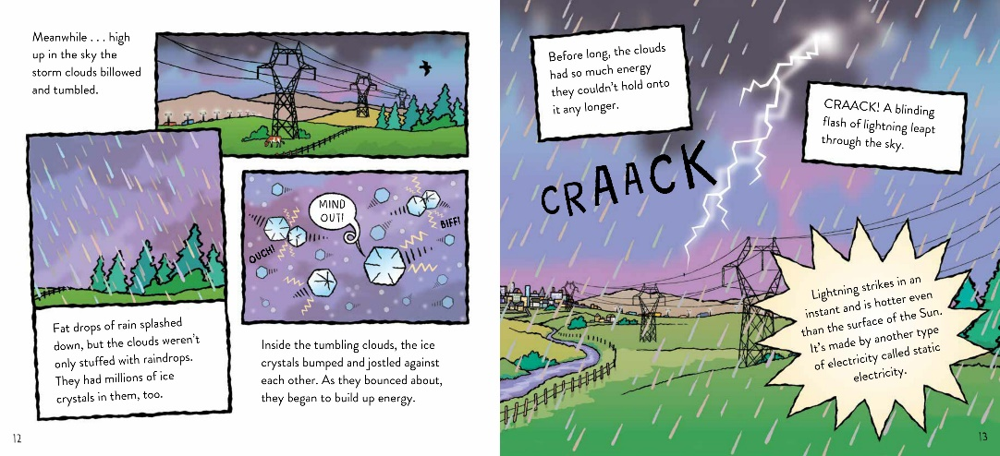 Meanwhile . . . high
up in the sky the
storm clouds billowed
and tumbled.
Fat drops of rain splashed
down, but the clouds weren't
only stuffed with raindrops.
They had millions of ice
crystals in them, too.
MIND
OUT!
OUCH!
BIFF!
Inside the tumbling clouds, the ice
crystals bumped and jostled against
each other. As they bounced about,
they began to build up energy.
12
Before long, the clouds
had so much energy
they couldn't hold onto
it any longer.
CRAACK! A blinding
flash of lightning leapt
through the sky.
CRAACK
Lightning strikes in an
instant and is hotter even
than the surface of the Sun.
It's made by another type
of electricity called static
electricity.
13